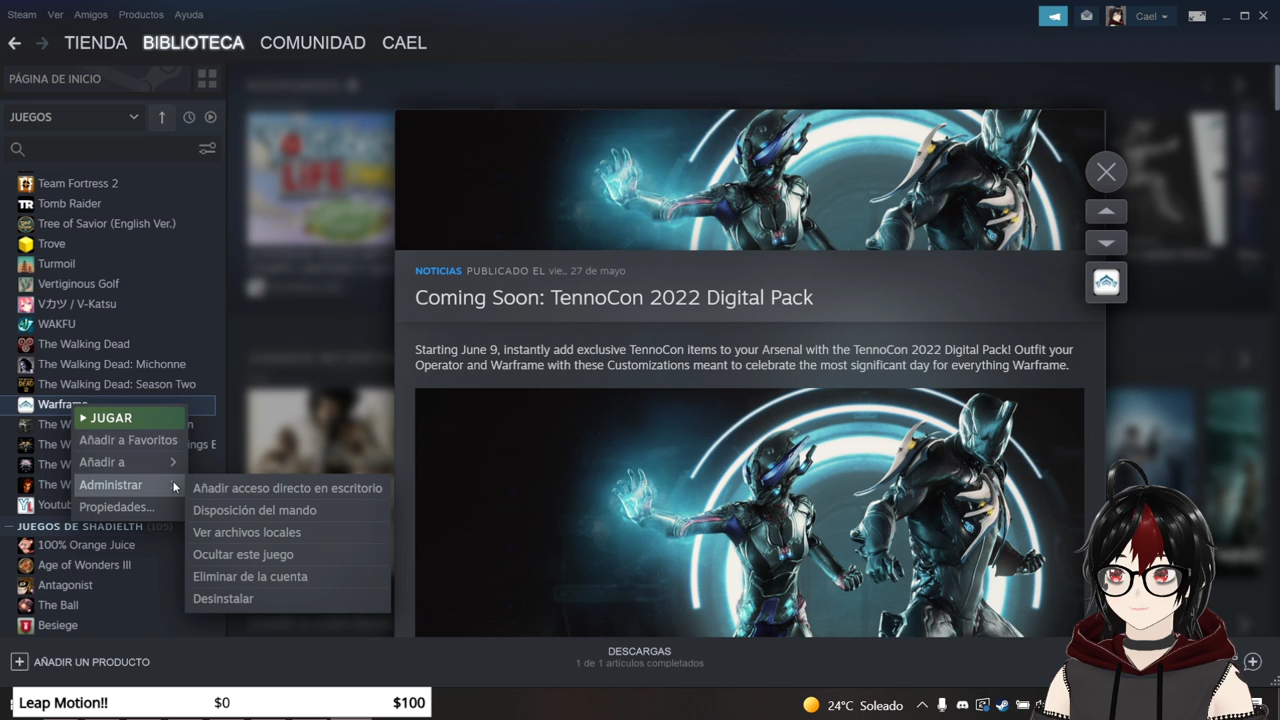 Steam Ver Amigos Productos Ayuda
Cael
TIENDA BIBLIOTECA COMUNIDAD CAEL
PÁGINA DE INICIO
JUEGOS
Team Fortress 2
TR Tomb Raider
Tree of Savior (English Ver.)
Trove
Turmoil
Vertiginous Golf
Vカツ / V-Katsu
WAKFU
The Walking Dead
The Walking Dead: Michonne
The Walking Dead: Season Two
Warframe
JUGAR
Añadir a Favoritos
Añadir a
Administrar
Propiedades...
Añadir acceso directo en escritorio
Disposición del mando
Ver archivos locales
Ocultar este juego
Eliminar de la cuenta
Desinstalar
JUEGOS DE SHADIELTH (105)
100% Orange Juice
Age of Wonders III
Antagonist
The Ball
Besiege
NOTICIAS PUBLICADO EL vie., 27 de mayo
Coming Soon: TennoCon 2022 Digital Pack
Starting June 9, instantly add exclusive TennoCon items to your Arsenal with the TennoCon 2022 Digital Pack! Outfit your
Operator and Warframe with these Customizations meant to celebrate the most significant day for everything Warframe.
AÑADIR UN PRODUCTO
DESCARGAS
1 de 1 artículos completados
Leap Motion!! $0 $100
24°C Soleado